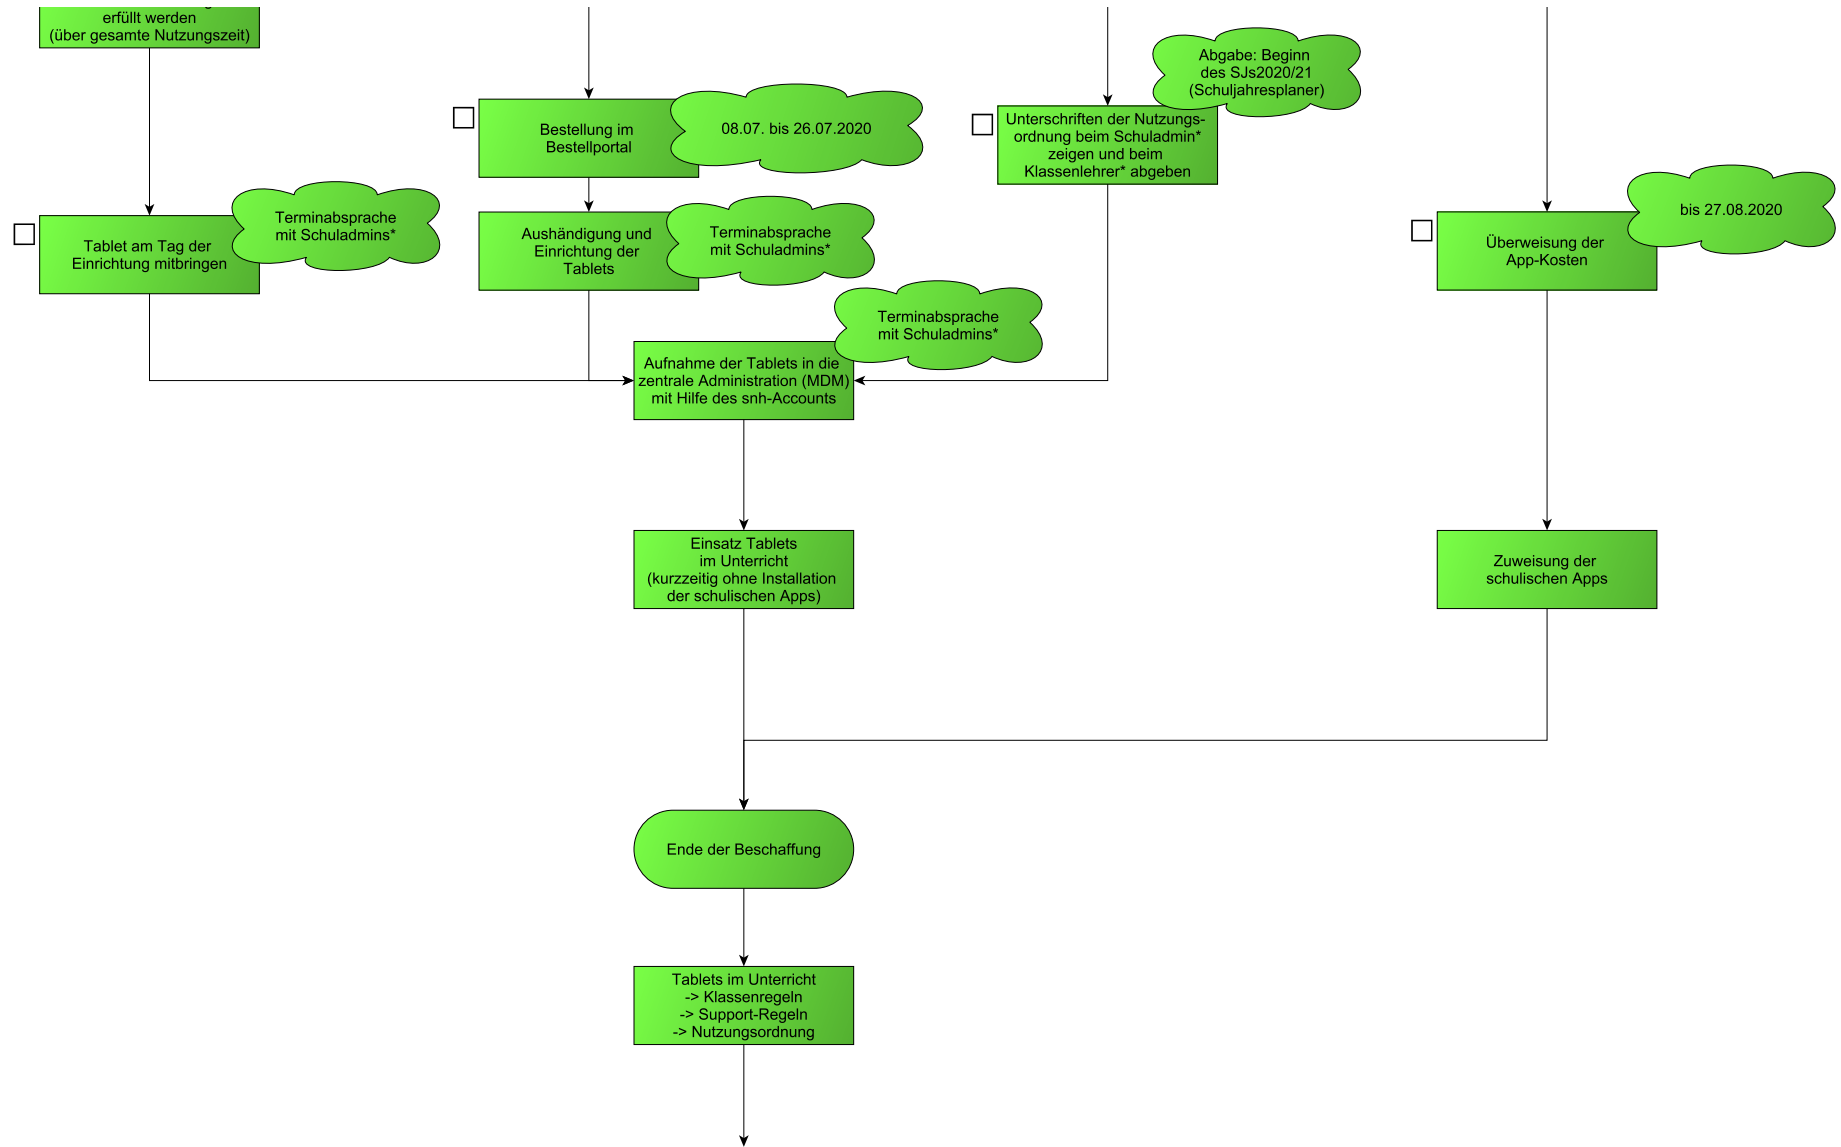 erfüllt werden
(über gesamte Nutzungszeit)
Abgabe: Beginn
des SJs2020/21
(Schuljahresplaner)
Bestellung im
Bestellportal
08.07. bis 26.07.2020
Unterschriften der Nutzungs-
ordnung beim Schuladmin*
zeigen und beim
Klassenlehrer* abgeben
Tablet am Tag der
Einrichtung mitbringen
Terminabsprache
mit Schuladmins*
Aushändigung und
Einrichtung der
Tablets
Terminabsprache
mit Schuladmins*
Überweisung der
App-Kosten
bis 27.08.2020
Terminabsprache
mit Schuladmins*
Aufnahme der Tablets in die
zentrale Administration (MDM)
mit Hilfe des snh-Accounts
Einsatz Tablets
im Unterricht
(kurzzeitig ohne Installation
der schulischen Apps)
Zuweisung der
schulischen Apps
Ende der Beschaffung
Tablets im Unterricht
-> Klassenregeln
-> Support-Regeln
-> Nutzungsordnung